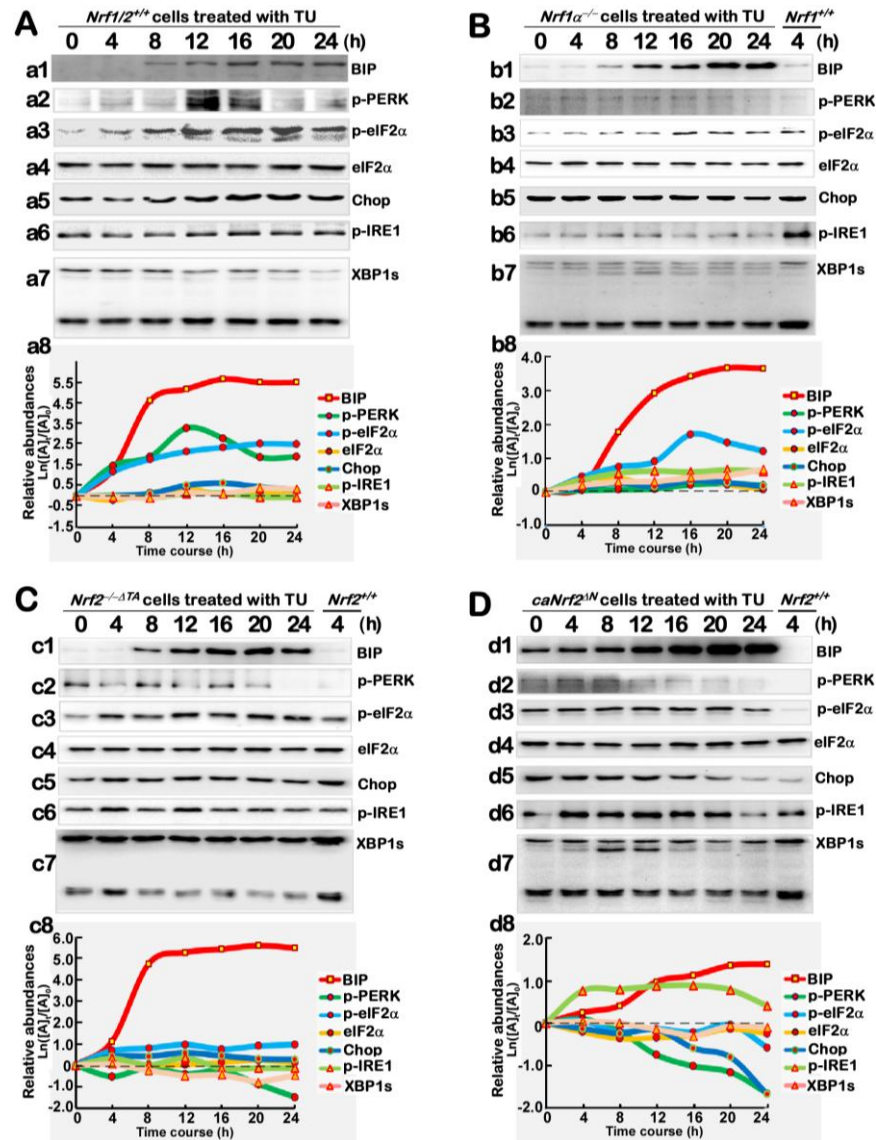 A
Nrf1/2+/+ cells treated with TU
0 4 8 12 16 20 24 (h)
a1 BIP
a2 p-PERK
a3 p-eIF2α
a4 eIF2α
a5 Chop
a6 p-IRE1
a7 XBP1s
a8
Relative abundances
Ln([A]t/[A]0)
5.5
4.5
3.5
2.5
1.5
0
-0.5
-1.5
0 4 8 12 16 20 24
Time course (h)
BIP
p-PERK
p-eIF2α
eIF2α
Chop
p-IRE1
XBP1s
B
Nrf1α−/− cells treated with TU Nrf1+/+
0 4 8 12 16 20 24 4 (h)
b1 BIP
b2 p-PERK
b3 p-eIF2α
b4 eIF2α
b5 Chop
b6 p-IRE1
b7 XBP1s
b8
Relative abundances
Ln([A]t/[A]0)
4.0
3.0
2.0
1.0
0
-1.0
0 4 8 12 16 20 24
Time course (h)
BIP
p-PERK
p-eIF2α
eIF2α
Chop
p-IRE1
XBP1s
C
Nrf2−/−ΔTA cells treated with TU Nrf2+/+
0 4 8 12 16 20 24 4 (h)
c1 BIP
c2 p-PERK
c3 p-eIF2α
c4 eIF2α
c5 Chop
c6 p-IRE1
c7 XBP1s
c8
Relative abundances
Ln([A]t/[A]0)
6.0
5.0
4.0
3.0
2.0
1.0
0
-1.0
-2.0
0 4 8 12 16 20 24
Time course (h)
BIP
p-PERK
p-eIF2α
eIF2α
Chop
p-IRE1
XBP1s
D
caNrf2ΔN cells treated with TU Nrf2+/+
0 4 8 12 16 20 24 4 (h)
d1 BIP
d2 p-PERK
d3 p-eIF2α
d4 eIF2α
d5 Chop
d6 p-IRE1
d7 XBP1s
d8
Relative abundances
Ln([A]t/[A]0)
2.0
1.0
0
-1.0
-2.0
0 4 8 12 16 20 24
Time course (h)
BIP
p-PERK
p-eIF2α
eIF2α
Chop
p-IRE1
XBP1s